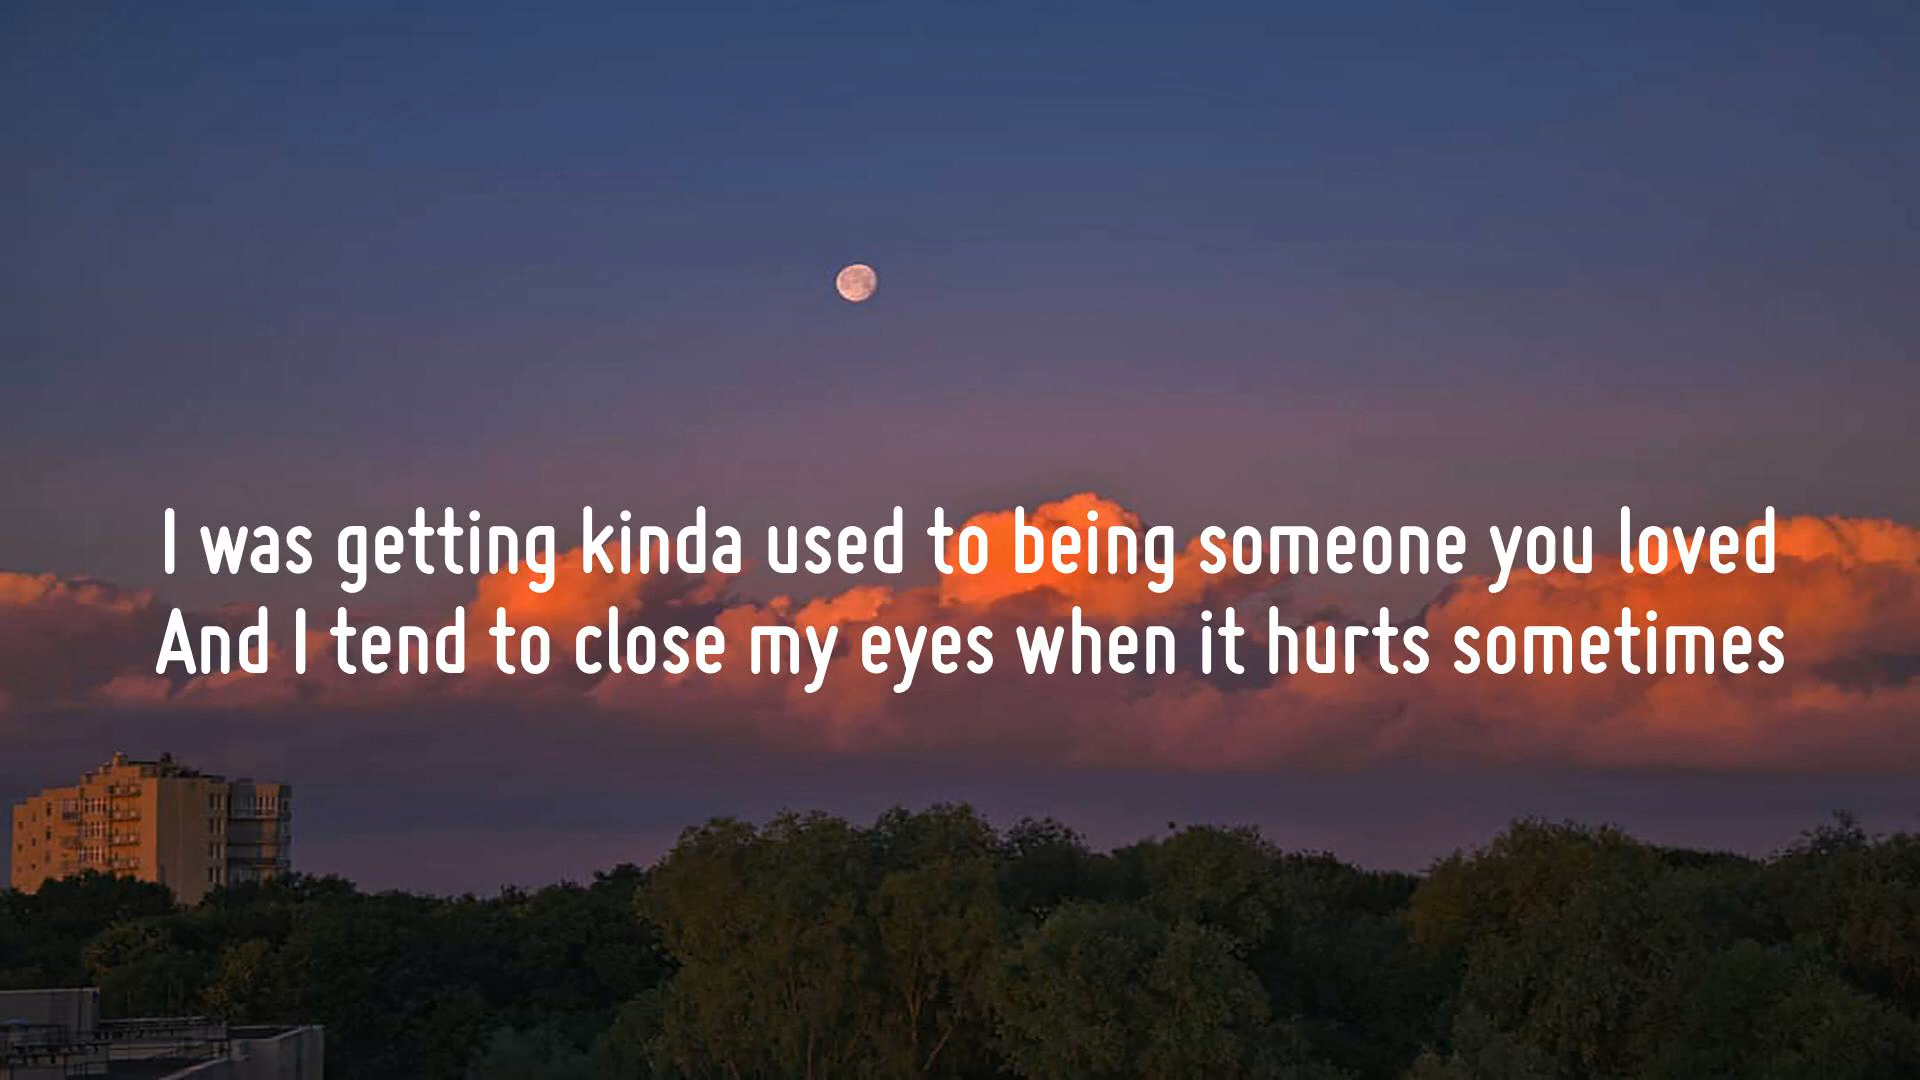 I was getting kinda used to being someone you loved
And I tend to close my eyes when it hurts sometimes